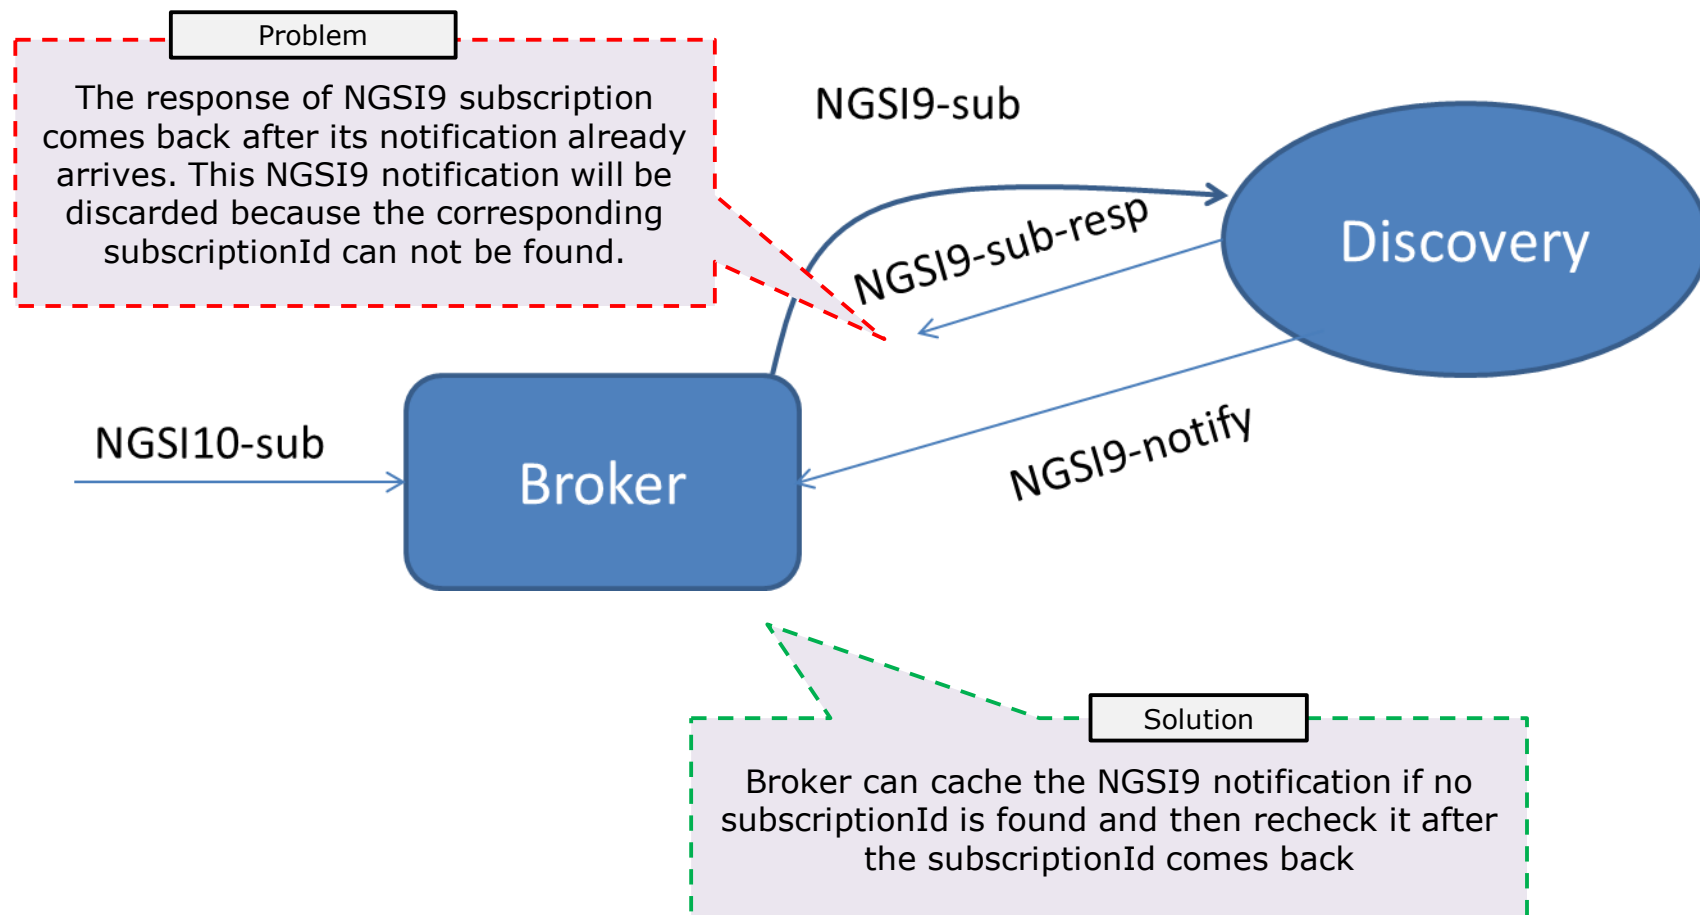 Problem
The response of NGSI9 subscription
comes back after its notification already
arrives. This NGSI9 notification will be
discarded because the corresponding
subscriptionId can not be found.
NGSI9-sub
NGSI9-sub-resp
Discovery
NGSI10-sub
Broker
NGSI9-notify
Solution
Broker can cache the NGSI9 notification if no
subscriptionId is found and then recheck it after
the subscriptionId comes back